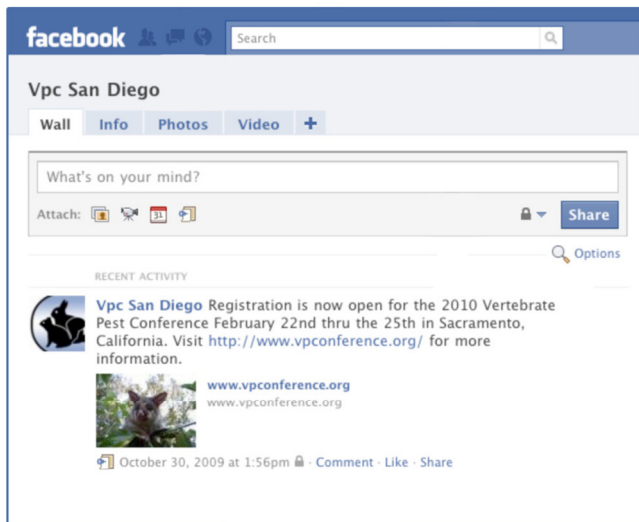 facebook
Search
Vpc San Diego
Wall Info Photos Video +
What's on your mind?
Attach: 31 Share
Options
RECENT ACTIVITY
Vpc San Diego Registration is now open for the 2010 Vertebrate
Pest Conference February 22nd thru the 25th in Sacramento,
California. Visit http://www.vpconference.org/ for more
information.
www.vpconference.org
www.vpconference.org
October 30, 2009 at 1:56pm · Comment · Like · Share